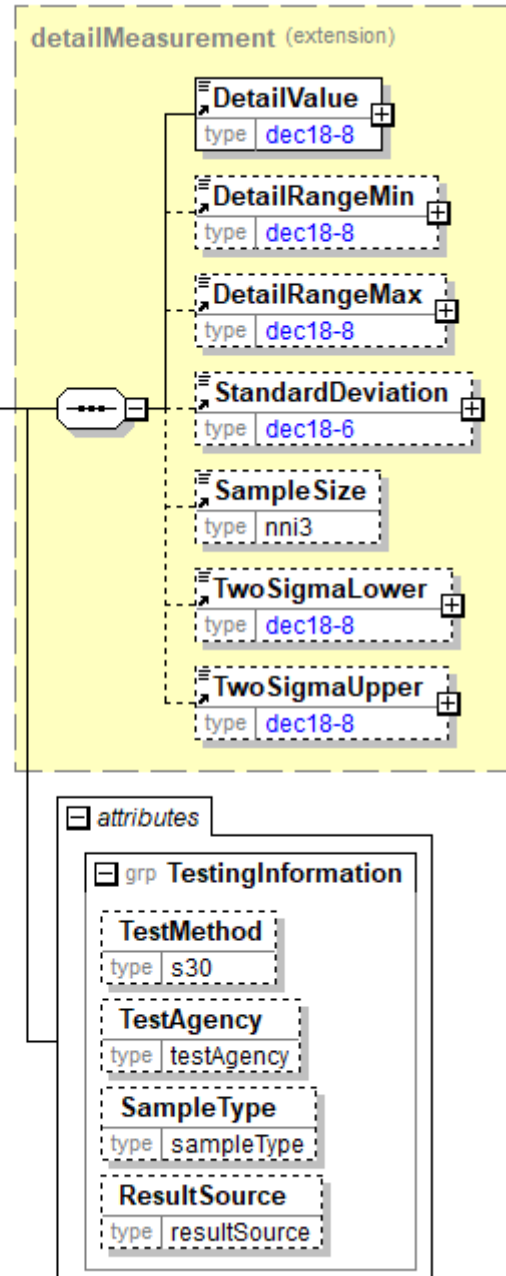 detailMeasurement (extension)
DetailValue
type dec18-8
DetailRangeMin
type dec18-8
DetailRangeMax
type dec18-8
StandardDeviation
type dec18-6
SampleSize
type nni3
TwoSigmaLower
type dec18-8
TwoSigmaUpper
type dec18-8
attributes
grp TestingInformation
TestMethod
type s30
TestAgency
type testAgency
SampleType
type sampleType
ResultSource
type resultSource